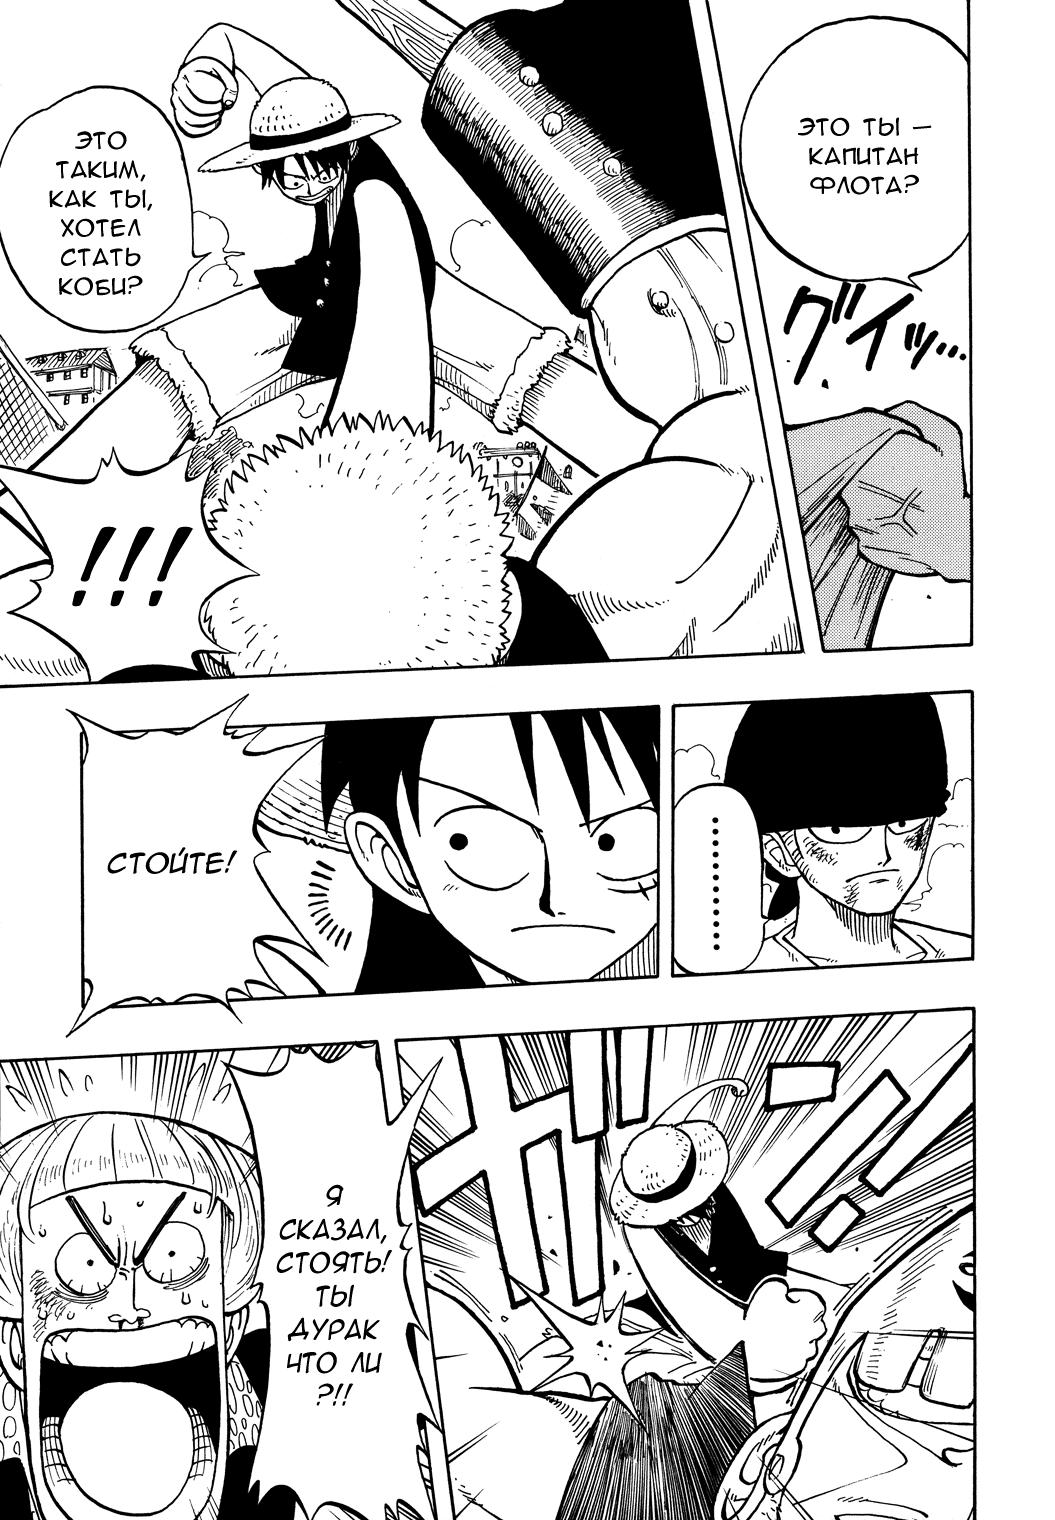 ЭТО ТЫ –
КАПИТАН
ФЛОТА?
グイッ…
ЭТО
ТАКИМ,
КАК ТЫ,
ХОТЕЛ
СТАТЬ
КОБИ?
!!!
..........
СТОЙТЕ!
Я
СКАЗАЛ,
СТОЯТЬ!
ТЫ
ДУРАК
ЧТО ЛИ
?!!